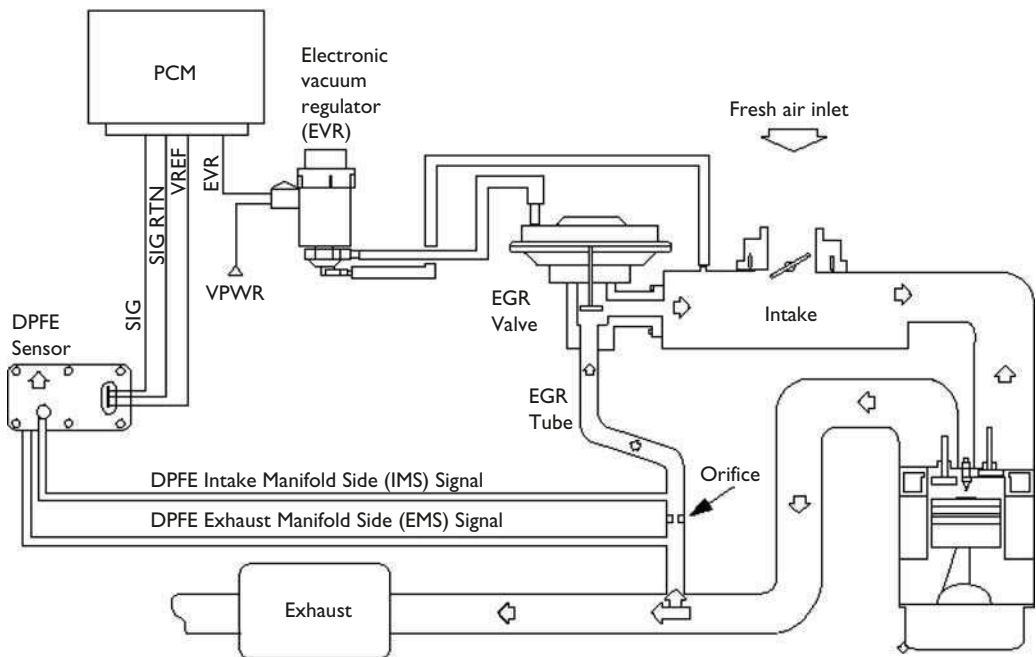 PCM
Electronic
vacuum
regulator
(EVR)
Fresh air inlet
SIG
SIG RTN
VREF
EVR
VPWR
DPFE
Sensor
EGR
Valve
Intake
EGR
Tube
Orifice
DPFE Intake Manifold Side (IMS) Signal
DPFE Exhaust Manifold Side (EMS) Signal
Exhaust